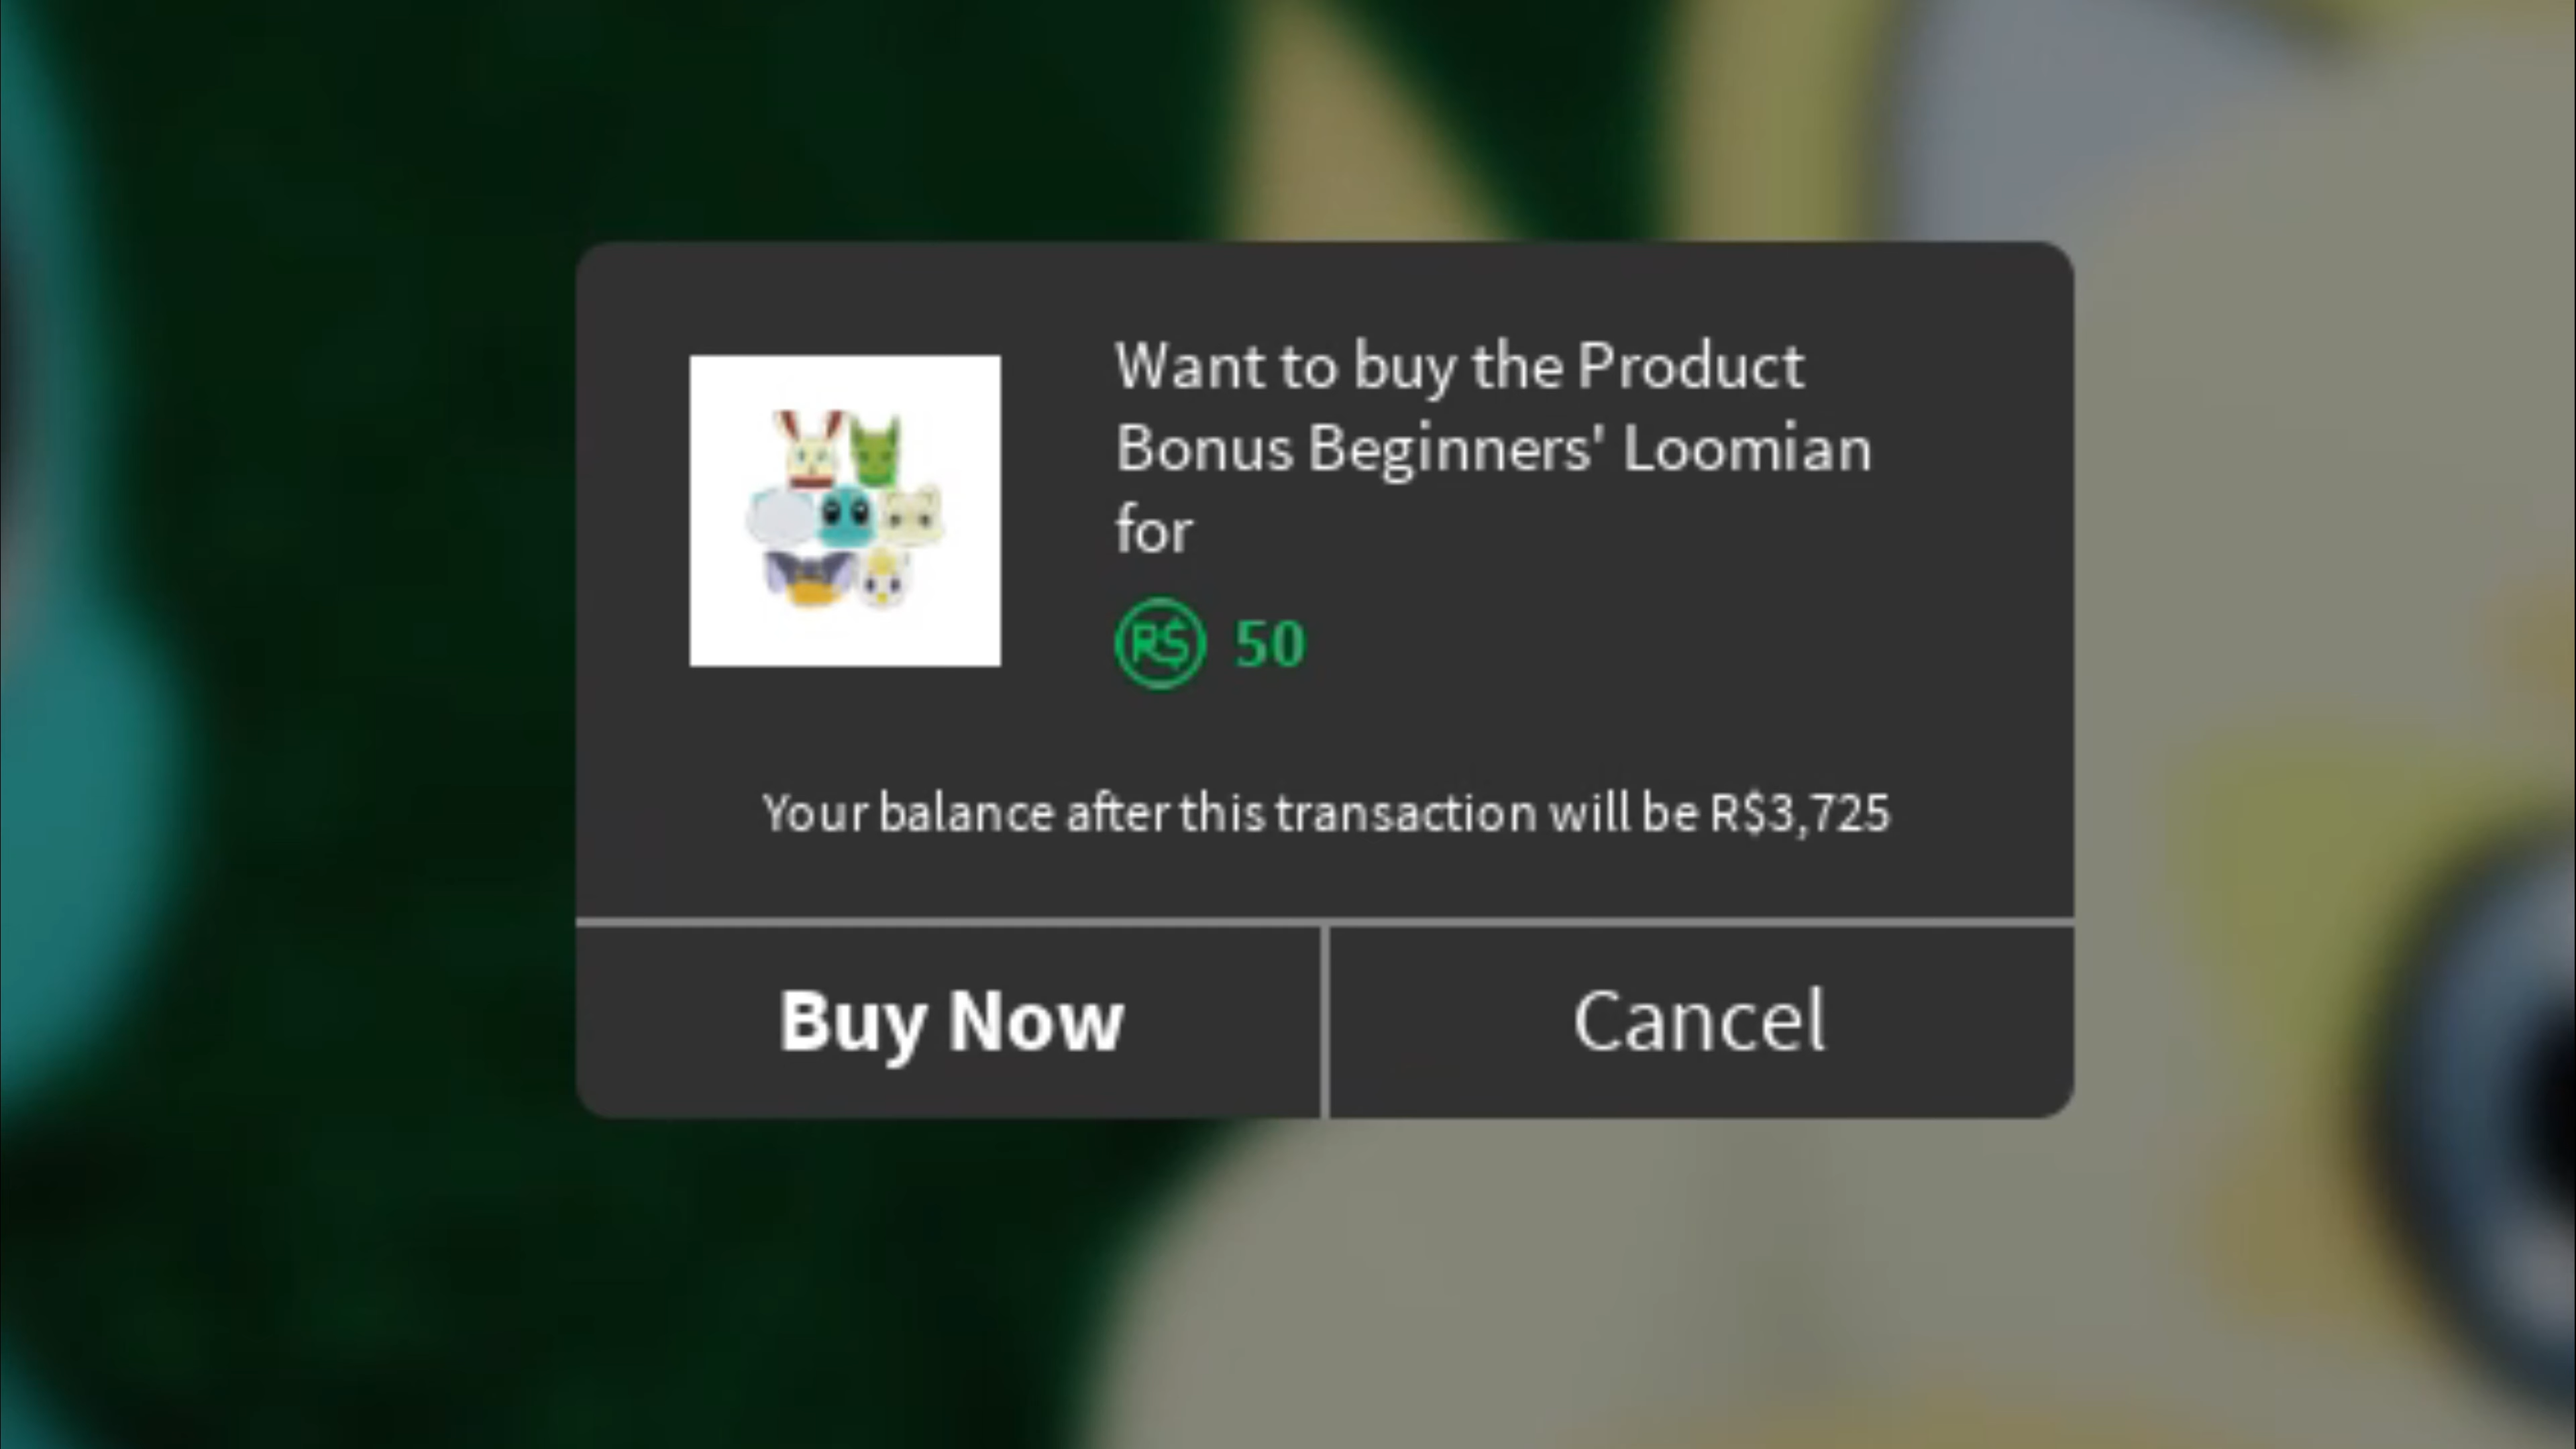 Want to buy the Product
Bonus Beginners' Loomian
for
R$ 50
Your balance after this transaction will be R$3,725
Buy Now
Cancel